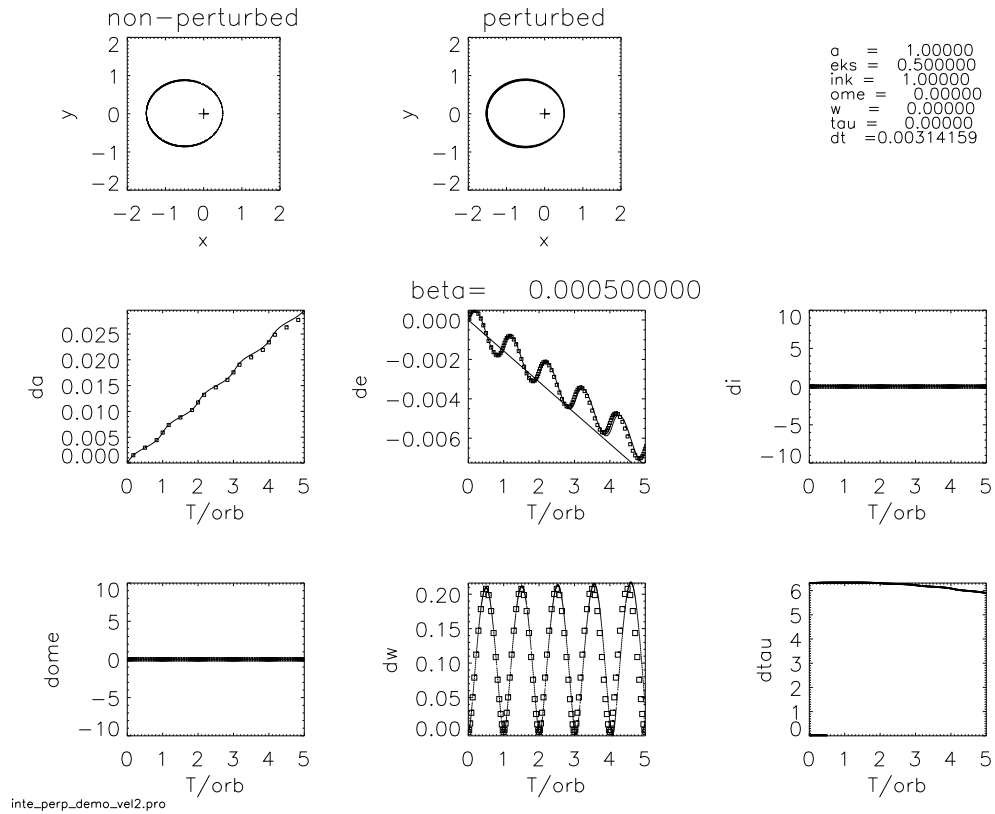 non-perturbed
perturbed
a = 1.00000
eks = 0.500000
ink = 1.00000
ome = 0.00000
w = 0.00000
tau = 0.00000
dt =0.00314159
2
1
0
−1
−2
y
−2 −1 0 1 2
x
2
1
0
−1
−2
y
−2 −1 0 1 2
x
beta= 0.000500000
0.025
0.020
0.015
0.010
0.005
0.000
da
0 1 2 3 4 5
T/orb
0.000
−0.002
−0.004
−0.006
de
0 1 2 3 4 5
T/orb
10
5
0
−5
−10
di
0 1 2 3 4 5
T/orb
10
5
0
−5
−10
dome
0 1 2 3 4 5
T/orb
0.20
0.15
0.10
0.05
0.00
dw
0 1 2 3 4 5
T/orb
6
5
4
3
2
1
0
dtau
0 1 2 3 4 5
T/orb
inte_perp_demo_vel2.pro